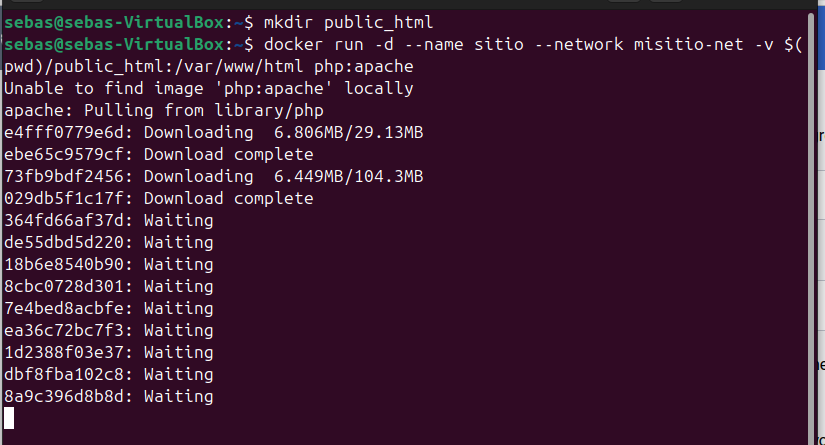 sebas@sebas-VirtualBox:~$ mkdir public_html
sebas@sebas-VirtualBox:~$ docker run -d --name sitio --network misitio-net -v $(
pwd)/public_html:/var/www/html php:apache
Unable to find image 'php:apache' locally
apache: Pulling from library/php
e4fff0779e6d: Downloading  6.806MB/29.13MB
ebe65c9579cf: Download complete
73fb9bdf2456: Downloading  6.449MB/104.3MB
029db5f1c17f: Download complete
364fd66af37d: Waiting
de55dbd5d220: Waiting
18b6e8540b90: Waiting
8cbc0728d301: Waiting
7e4bed8acbfe: Waiting
ea36c72bc7f3: Waiting
1d2388f03e37: Waiting
dbf8fba102c8: Waiting
8a9c396d8b8d: Waiting